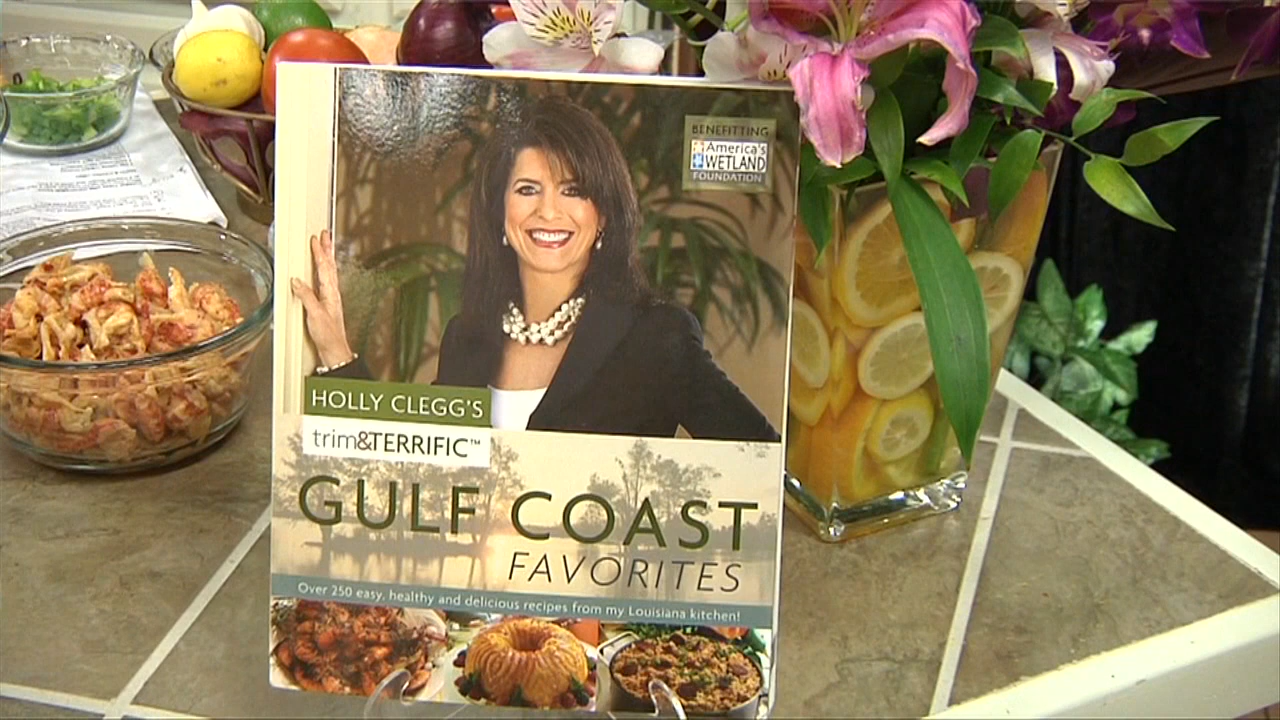 BENEFITTING
America's
WETLAND
FOUNDATION
HOLLY CLEGG'S
trim&TERRIFIC™
GULF COAST
FAVORITES
Over 250 easy, healthy and delicious recipes from my Louisiana kitchen!